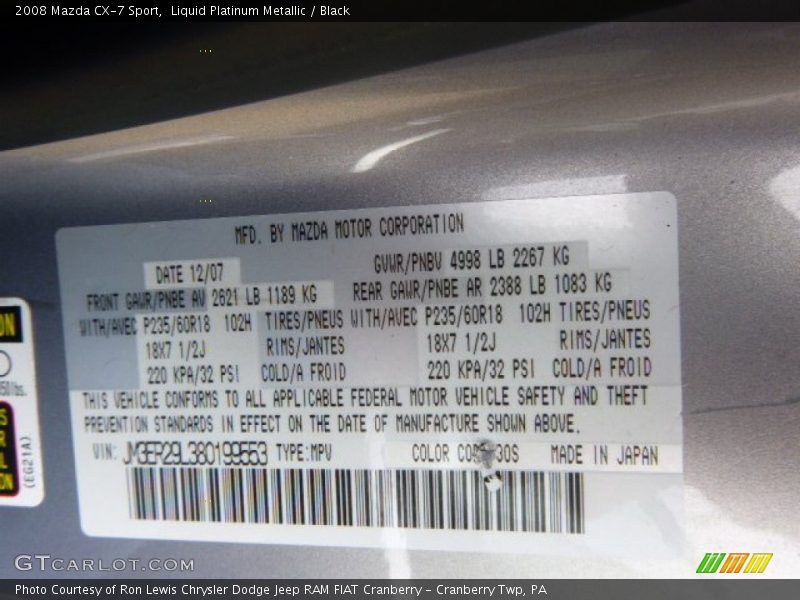 2008 Mazda CX-7 Sport, Liquid Platinum Metallic / Black
MFD. BY MAZDA MOTOR CORPORATION
DATE 12/07 GVWR/PNBV 4998 LB 2267 KG
FRONT GAWR/PNBE AV 2621 LB 1189 KG REAR GAWR/PNBE AR 2388 LB 1083 KG
WITH/AVEC P235/60R18 102H TIRES/PNEUS WITH/AVEC P235/60R18 102H TIRES/PNEUS
18X7 1/2J RIMS/JANTES 18X7 1/2J RIMS/JANTES
220 KPA/32 PSI COLD/A FROID 220 KPA/32 PSI COLD/A FROID
THIS VEHICLE CONFORMS TO ALL APPLICABLE FEDERAL MOTOR VEHICLE SAFETY AND THEFT
PREVENTION STANDARDS IN EFFECT ON THE DATE OF MANUFACTURE SHOWN ABOVE.
VIN: JM3ER29L380199553 TYPE:MPV COLOR 30S MADE IN JAPAN
(EG21A)
GTCARLOT.COM
Photo Courtesy of Ron Lewis Chrysler Dodge Jeep RAM FIAT Cranberry - Cranberry Twp, PA